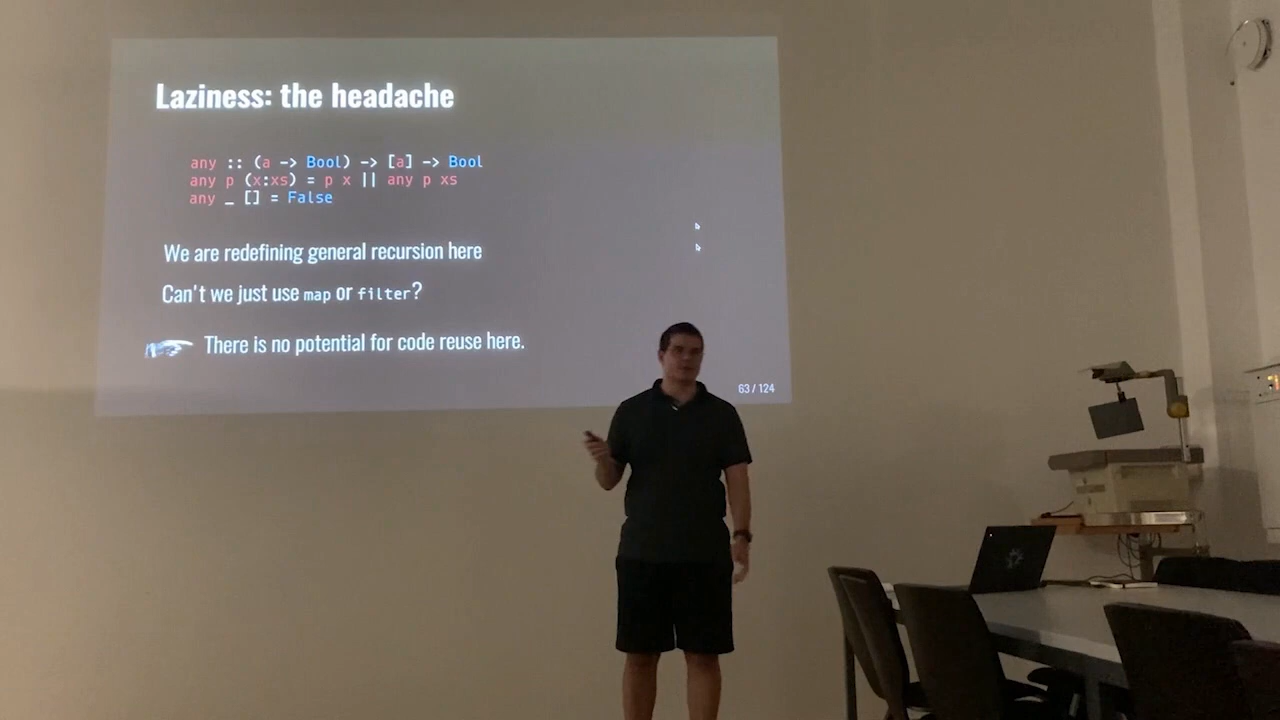 Laziness: the headache
any :: (a -> Bool) -> [a] -> Bool
any p (x:xs) = p x || any p xs
any _ [] = False
We are redefining general recursion here
Can't we just use map or filter?
There is no potential for code reuse here.
63 / 124